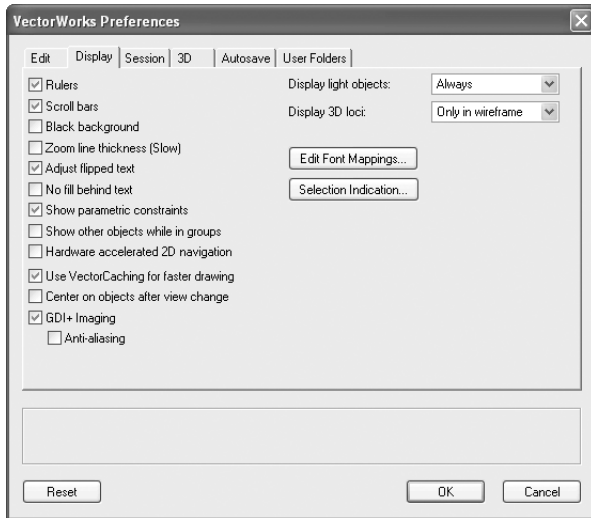 VectorWorks Preferences
Edit Display Session 3D Autosave User Folders
Rulers
Scroll bars
Black background
Zoom line thickness (Slow)
Adjust flipped text
No fill behind text
Show parametric constraints
Show other objects while in groups
Hardware accelerated 2D navigation
Use VectorCaching for faster drawing
Center on objects after view change
GDI+ Imaging
Anti-aliasing
Display light objects: Always
Display 3D loci: Only in wireframe
Edit Font Mappings...
Selection Indication...
Reset OK Cancel